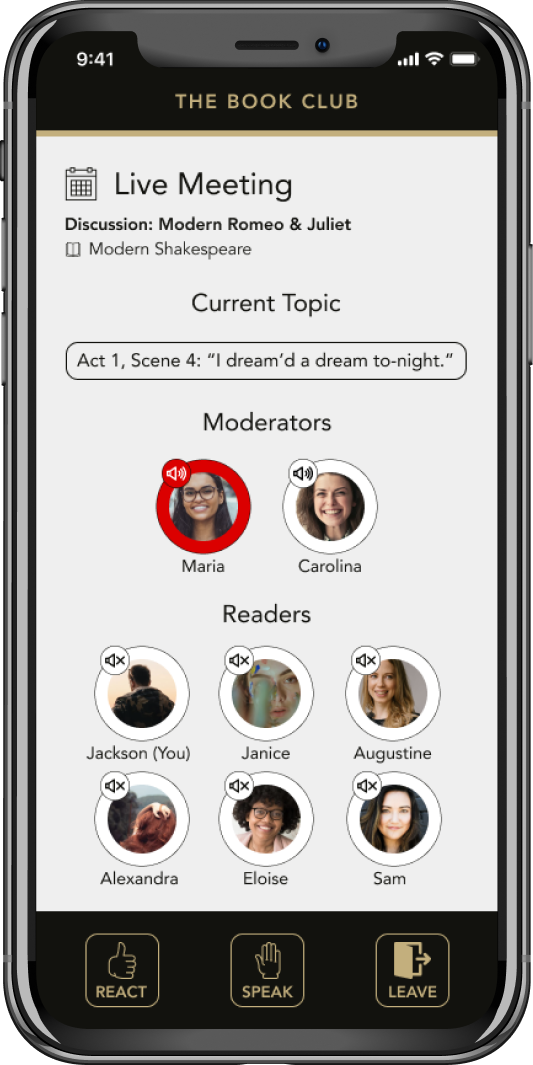 9:41
THE BOOK CLUB
Live Meeting
Discussion: Modern Romeo & Juliet
Modern Shakespeare
Current Topic
Act 1, Scene 4: “I dream’d a dream to-night.”
Moderators
Maria
Carolina
Readers
Jackson (You)
Janice
Augustine
Alexandra
Eloise
Sam
REACT
SPEAK
LEAVE